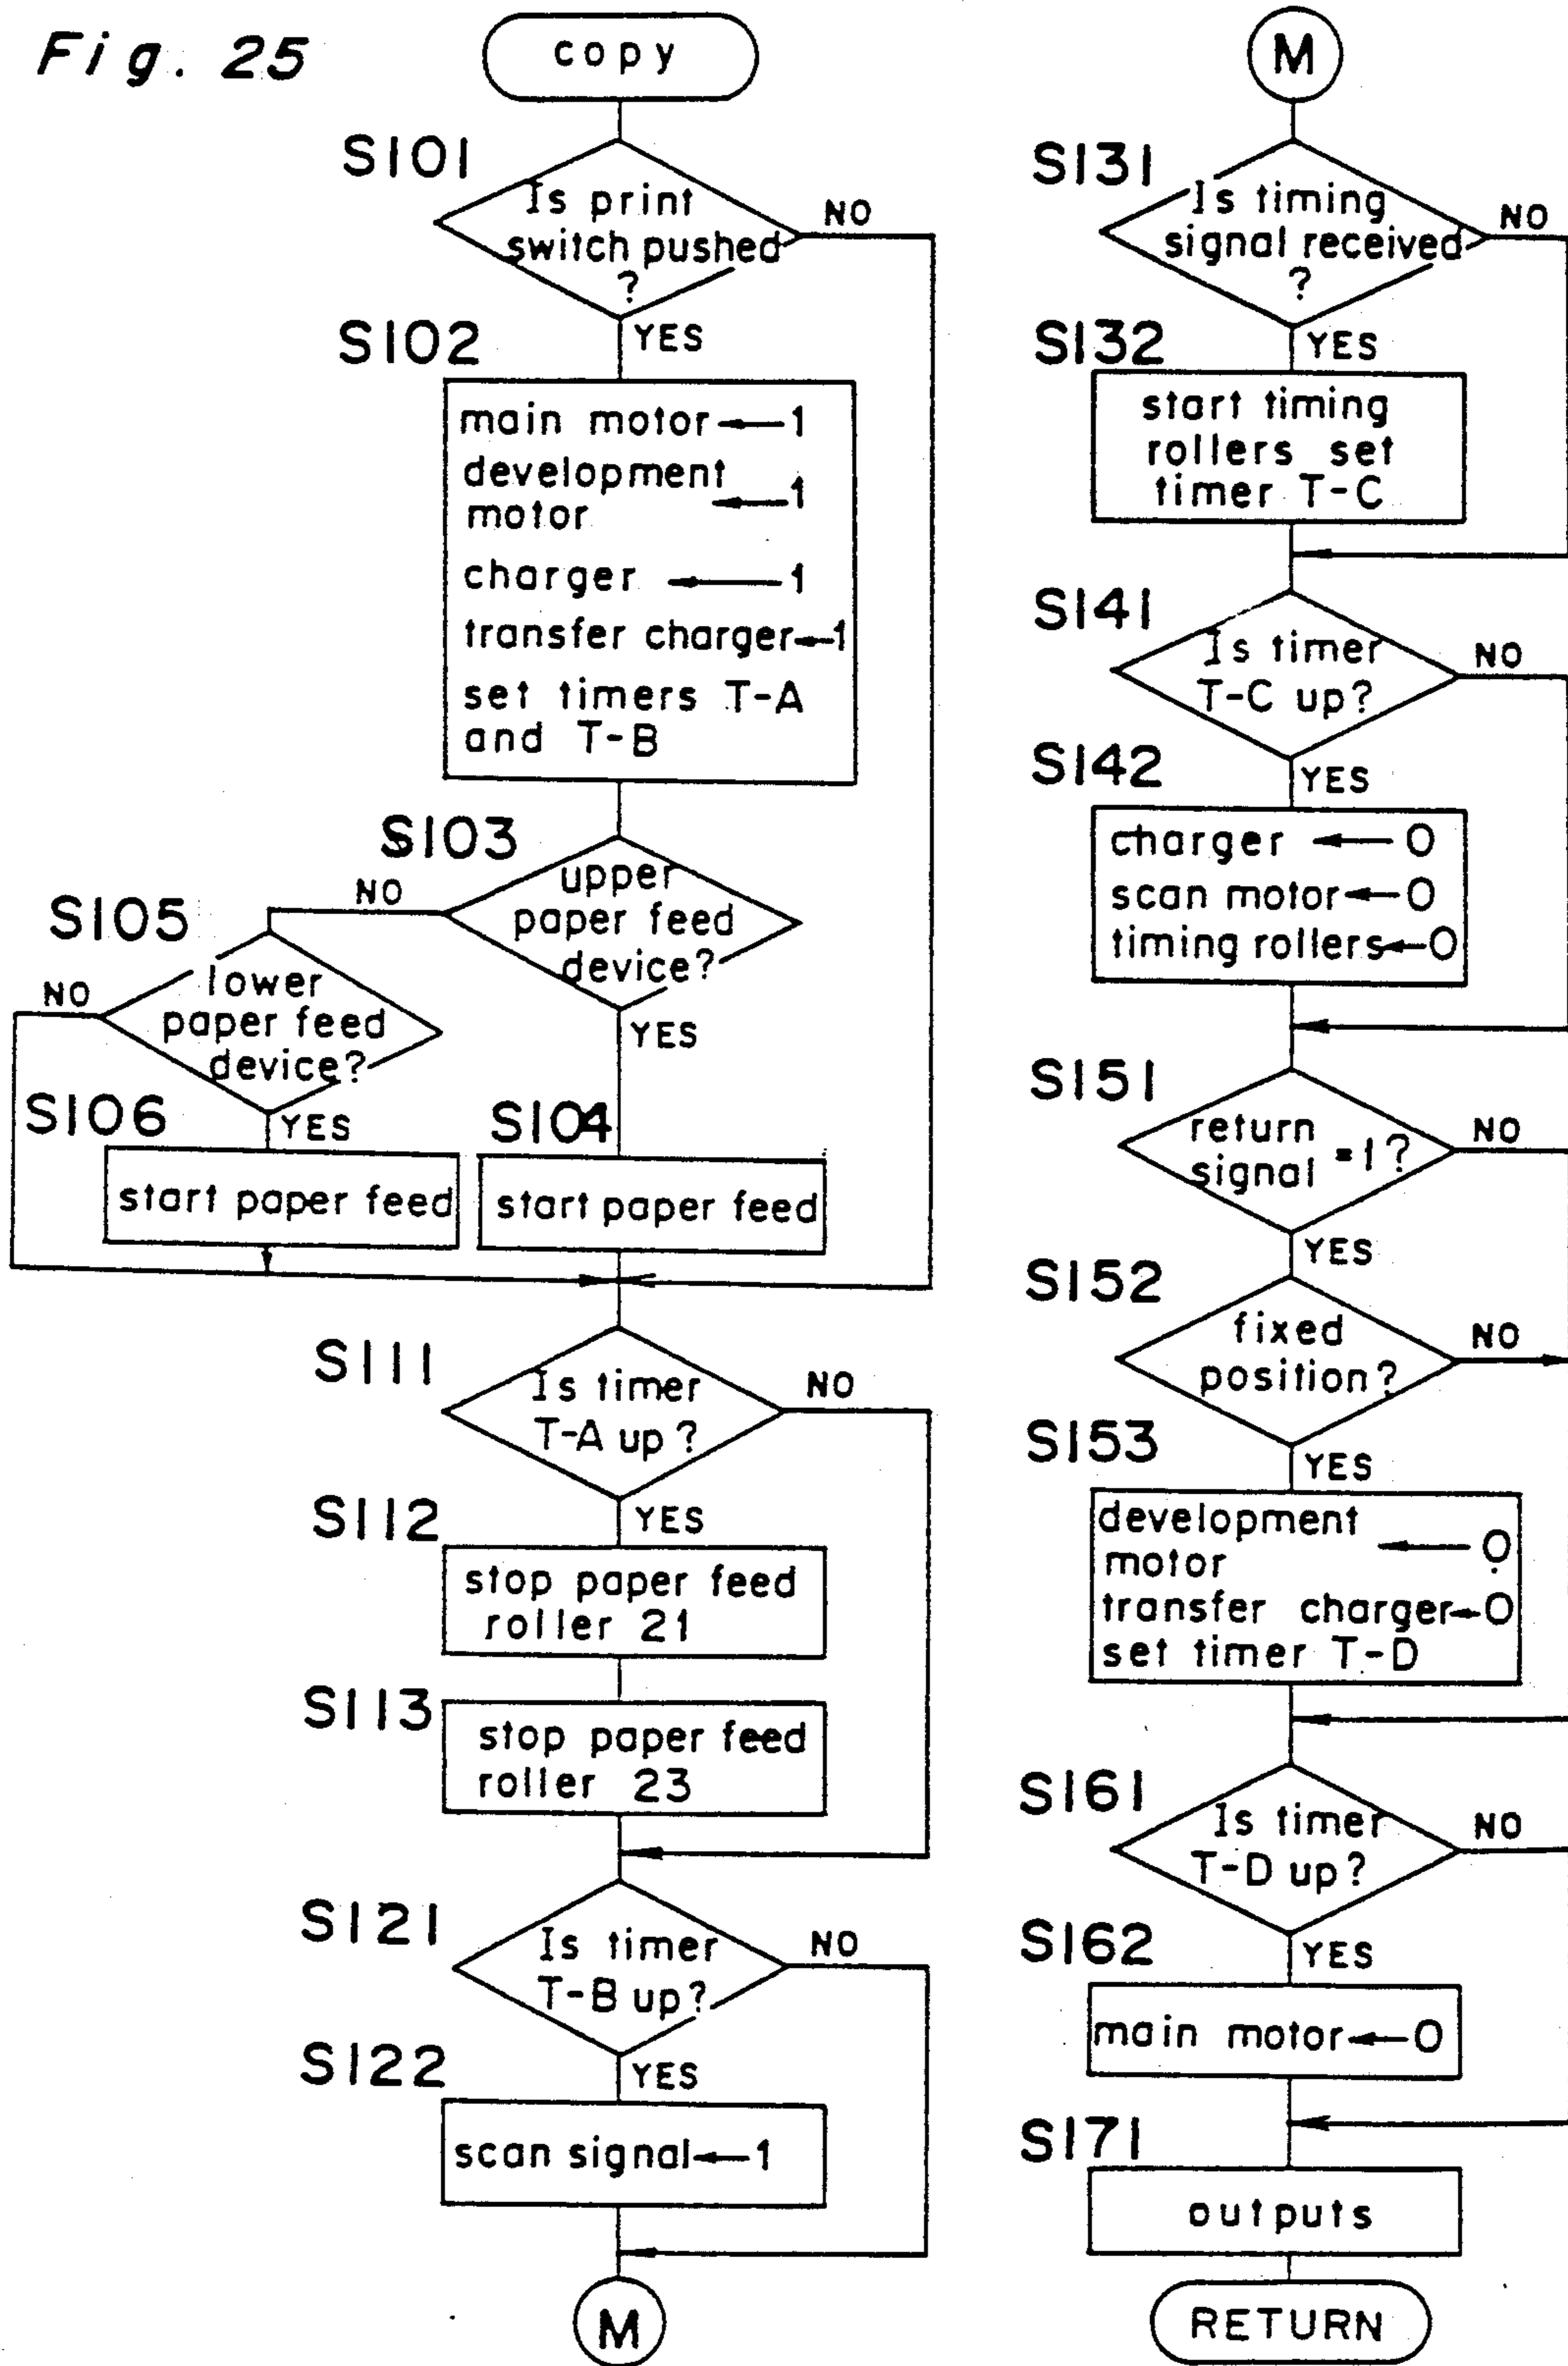 Fig. 25
copy
S101
Is print
switch pushed
?
NO
YES
S102
main motor ← 1
development
motor ← 1
charger ← 1
transfer charger ← 1
set timers T-A
and T-B
S103
upper
paper feed
device?
NO
YES
S105
lower
paper feed
device?
NO
YES
S106
start paper feed
S104
start paper feed
S111
Is timer
T-A up?
NO
YES
S112
stop paper feed
roller 21
S113
stop paper feed
roller 23
S121
Is timer
T-B up?
NO
YES
S122
scan signal ← 1
M
M
S131
Is timing
signal received
?
NO
YES
S132
start timing
rollers set
timer T-C
S141
Is timer
T-C up?
NO
YES
S142
charger ← 0
scan motor ← 0
timing rollers ← 0
S151
return
signal = 1?
NO
YES
S152
fixed
position?
NO
YES
S153
development
motor ← 0
transfer charger ← 0
set timer T-D
S161
Is timer
T-D up?
NO
YES
S162
main motor ← 0
S171
outputs
RETURN